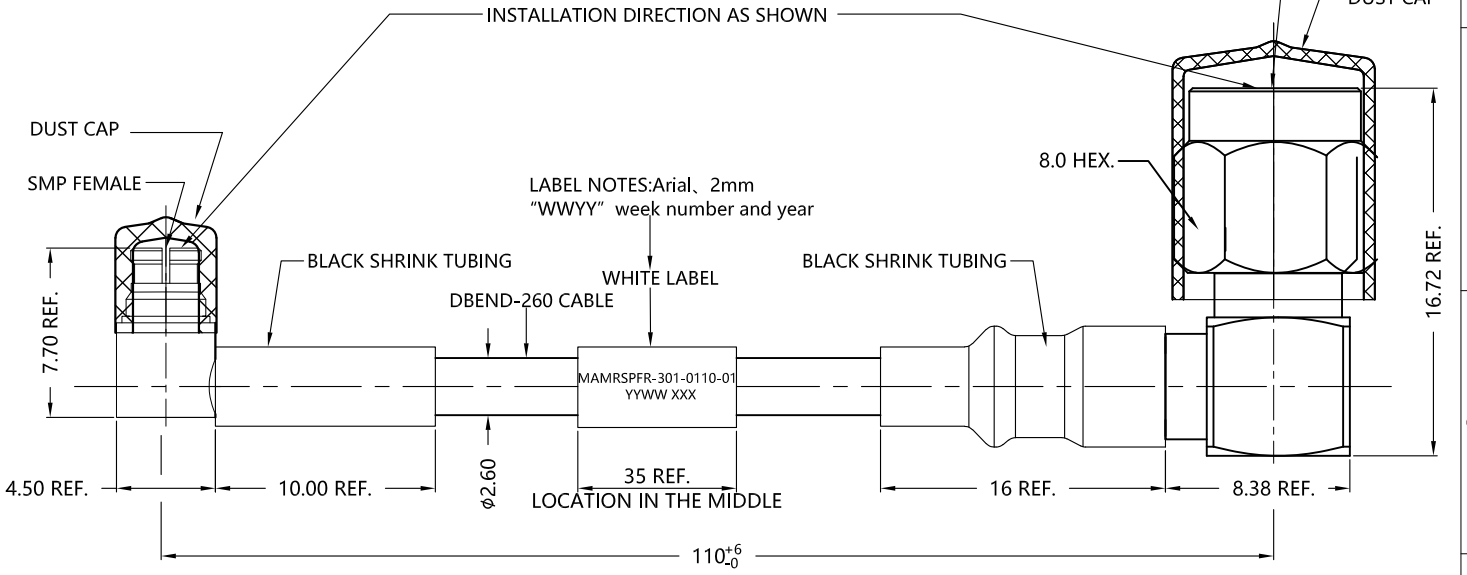 INSTALLATION DIRECTION AS SHOWN
DUST CAP
DUST CAP
SMP FEMALE
8.0 HEX.
LABEL NOTES:Arial、2mm
“WWYY” week number and year
BLACK SHRINK TUBING
WHITE LABEL
BLACK SHRINK TUBING
DBEND-260 CABLE
7.70 REF.
16.72 REF.
MAMRSPFR-301-0110-01
YYWW XXX
4.50 REF.
10.00 REF.
ϕ2.60
35 REF.
LOCATION IN THE MIDDLE
16 REF.
8.38 REF.
110+6-0